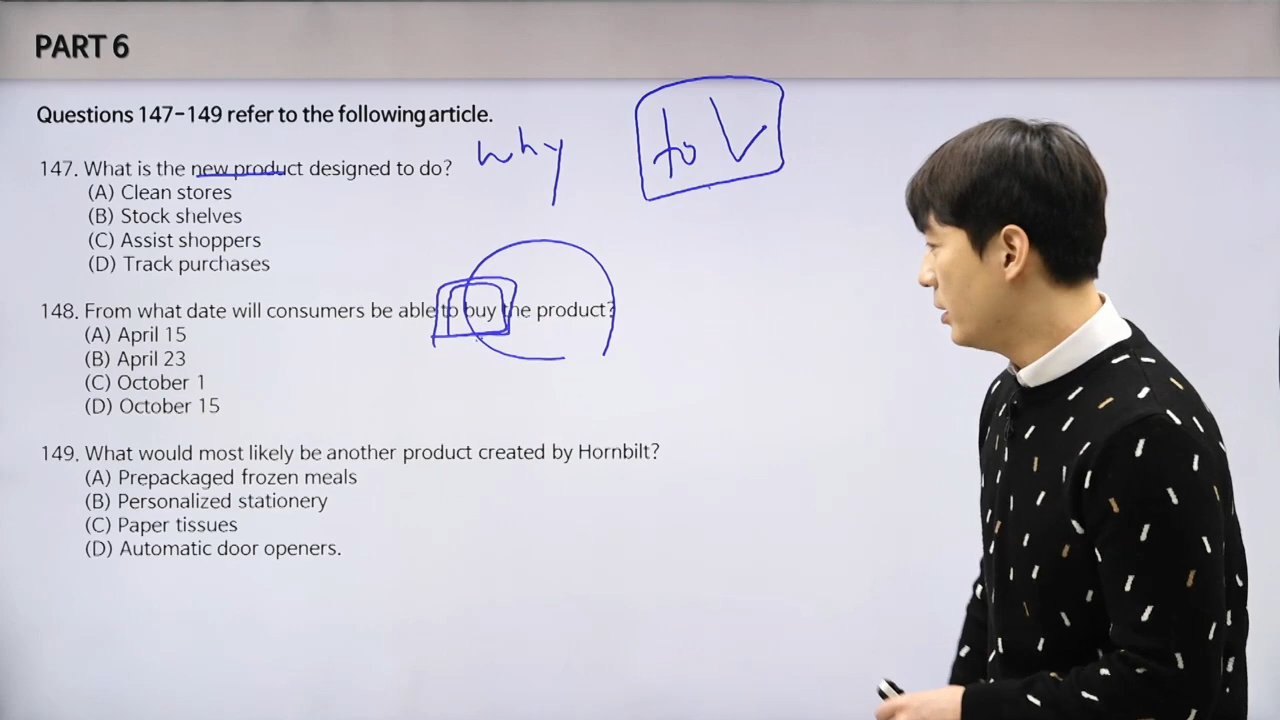 PART 6
Questions 147-149 refer to the following article.
why
to V
147. What is the new product designed to do?
(A) Clean stores
(B) Stock shelves
(C) Assist shoppers
(D) Track purchases
148. From what date will consumers be able to buy the product?
(A) April 15
(B) April 23
(C) October 1
(D) October 15
149. What would most likely be another product created by Hornbilt?
(A) Prepackaged frozen meals
(B) Personalized stationery
(C) Paper tissues
(D) Automatic door openers.